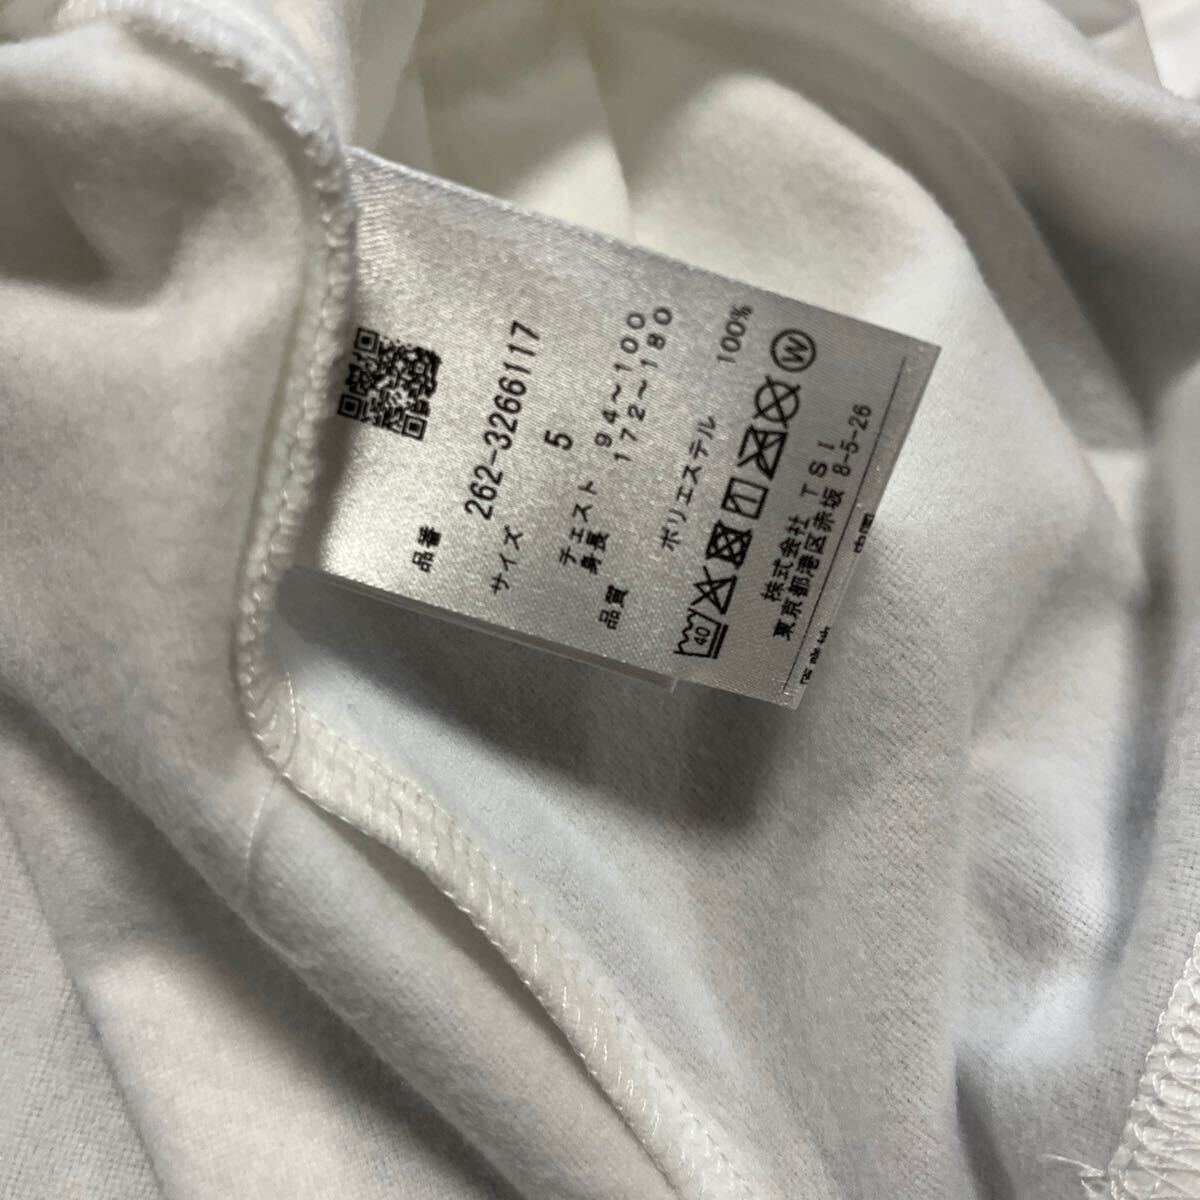 品番
262-3266117
サイズ 5
チェスト 94～100
身長 172～180
品質
ポリエステル 100%
40 W
株式会社 TSI
東京都港区赤坂 8-5-26